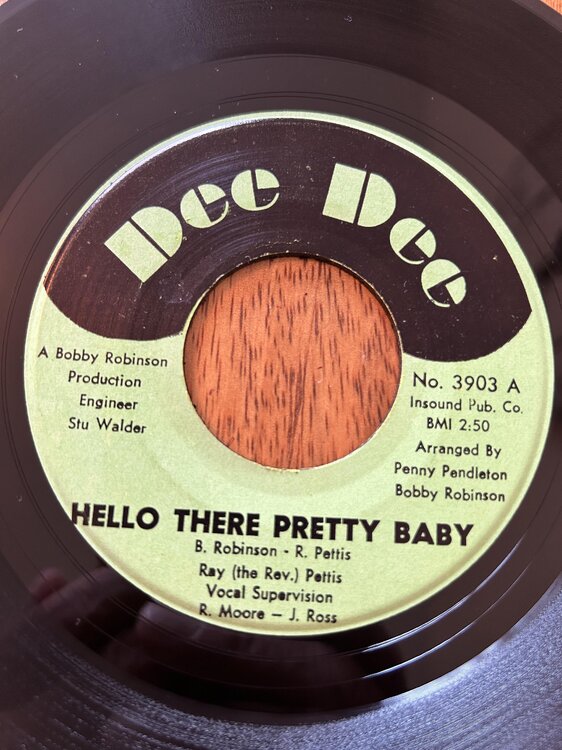 Dee Dee
A Bobby Robinson
Production
Engineer
Stu Walder
No. 3903 A
Insound Pub. Co.
BMI 2:50
Arranged By
Penny Pendleton
Bobby Robinson
HELLO THERE PRETTY BABY
B. Robinson - R. Pettis
Ray (the Rev.) Pettis
Vocal Supervision
R. Moore — J. Ross